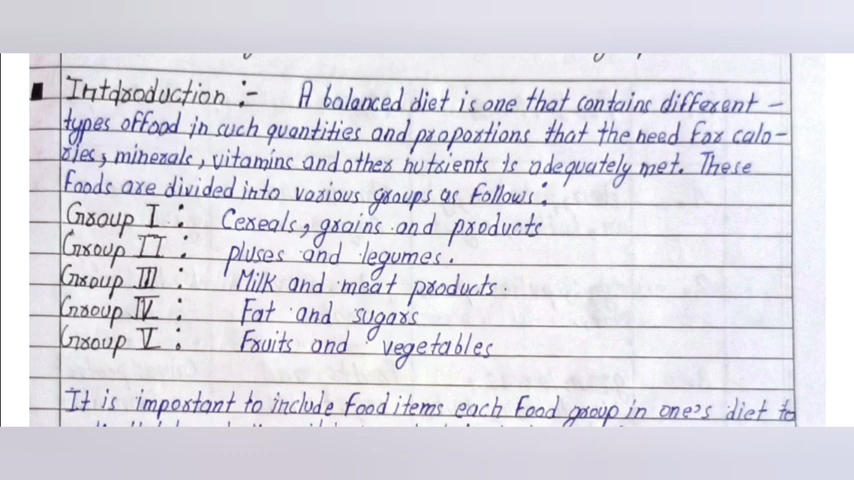 Introduction :- A balanced diet is one that contains different -
types of food in such quantities and proportions that the need for calo-
ries, minerals, vitamins and other nutrients is adequately met. These
foods are divided into various groups as follows:
Group I : Cereals, grains and products
Group II : pluses and legumes.
Group III : Milk and meat products.
Group IV : Fat and sugars
Group V : Fruits and vegetables
It is important to include Food items each Food group in one's diet to